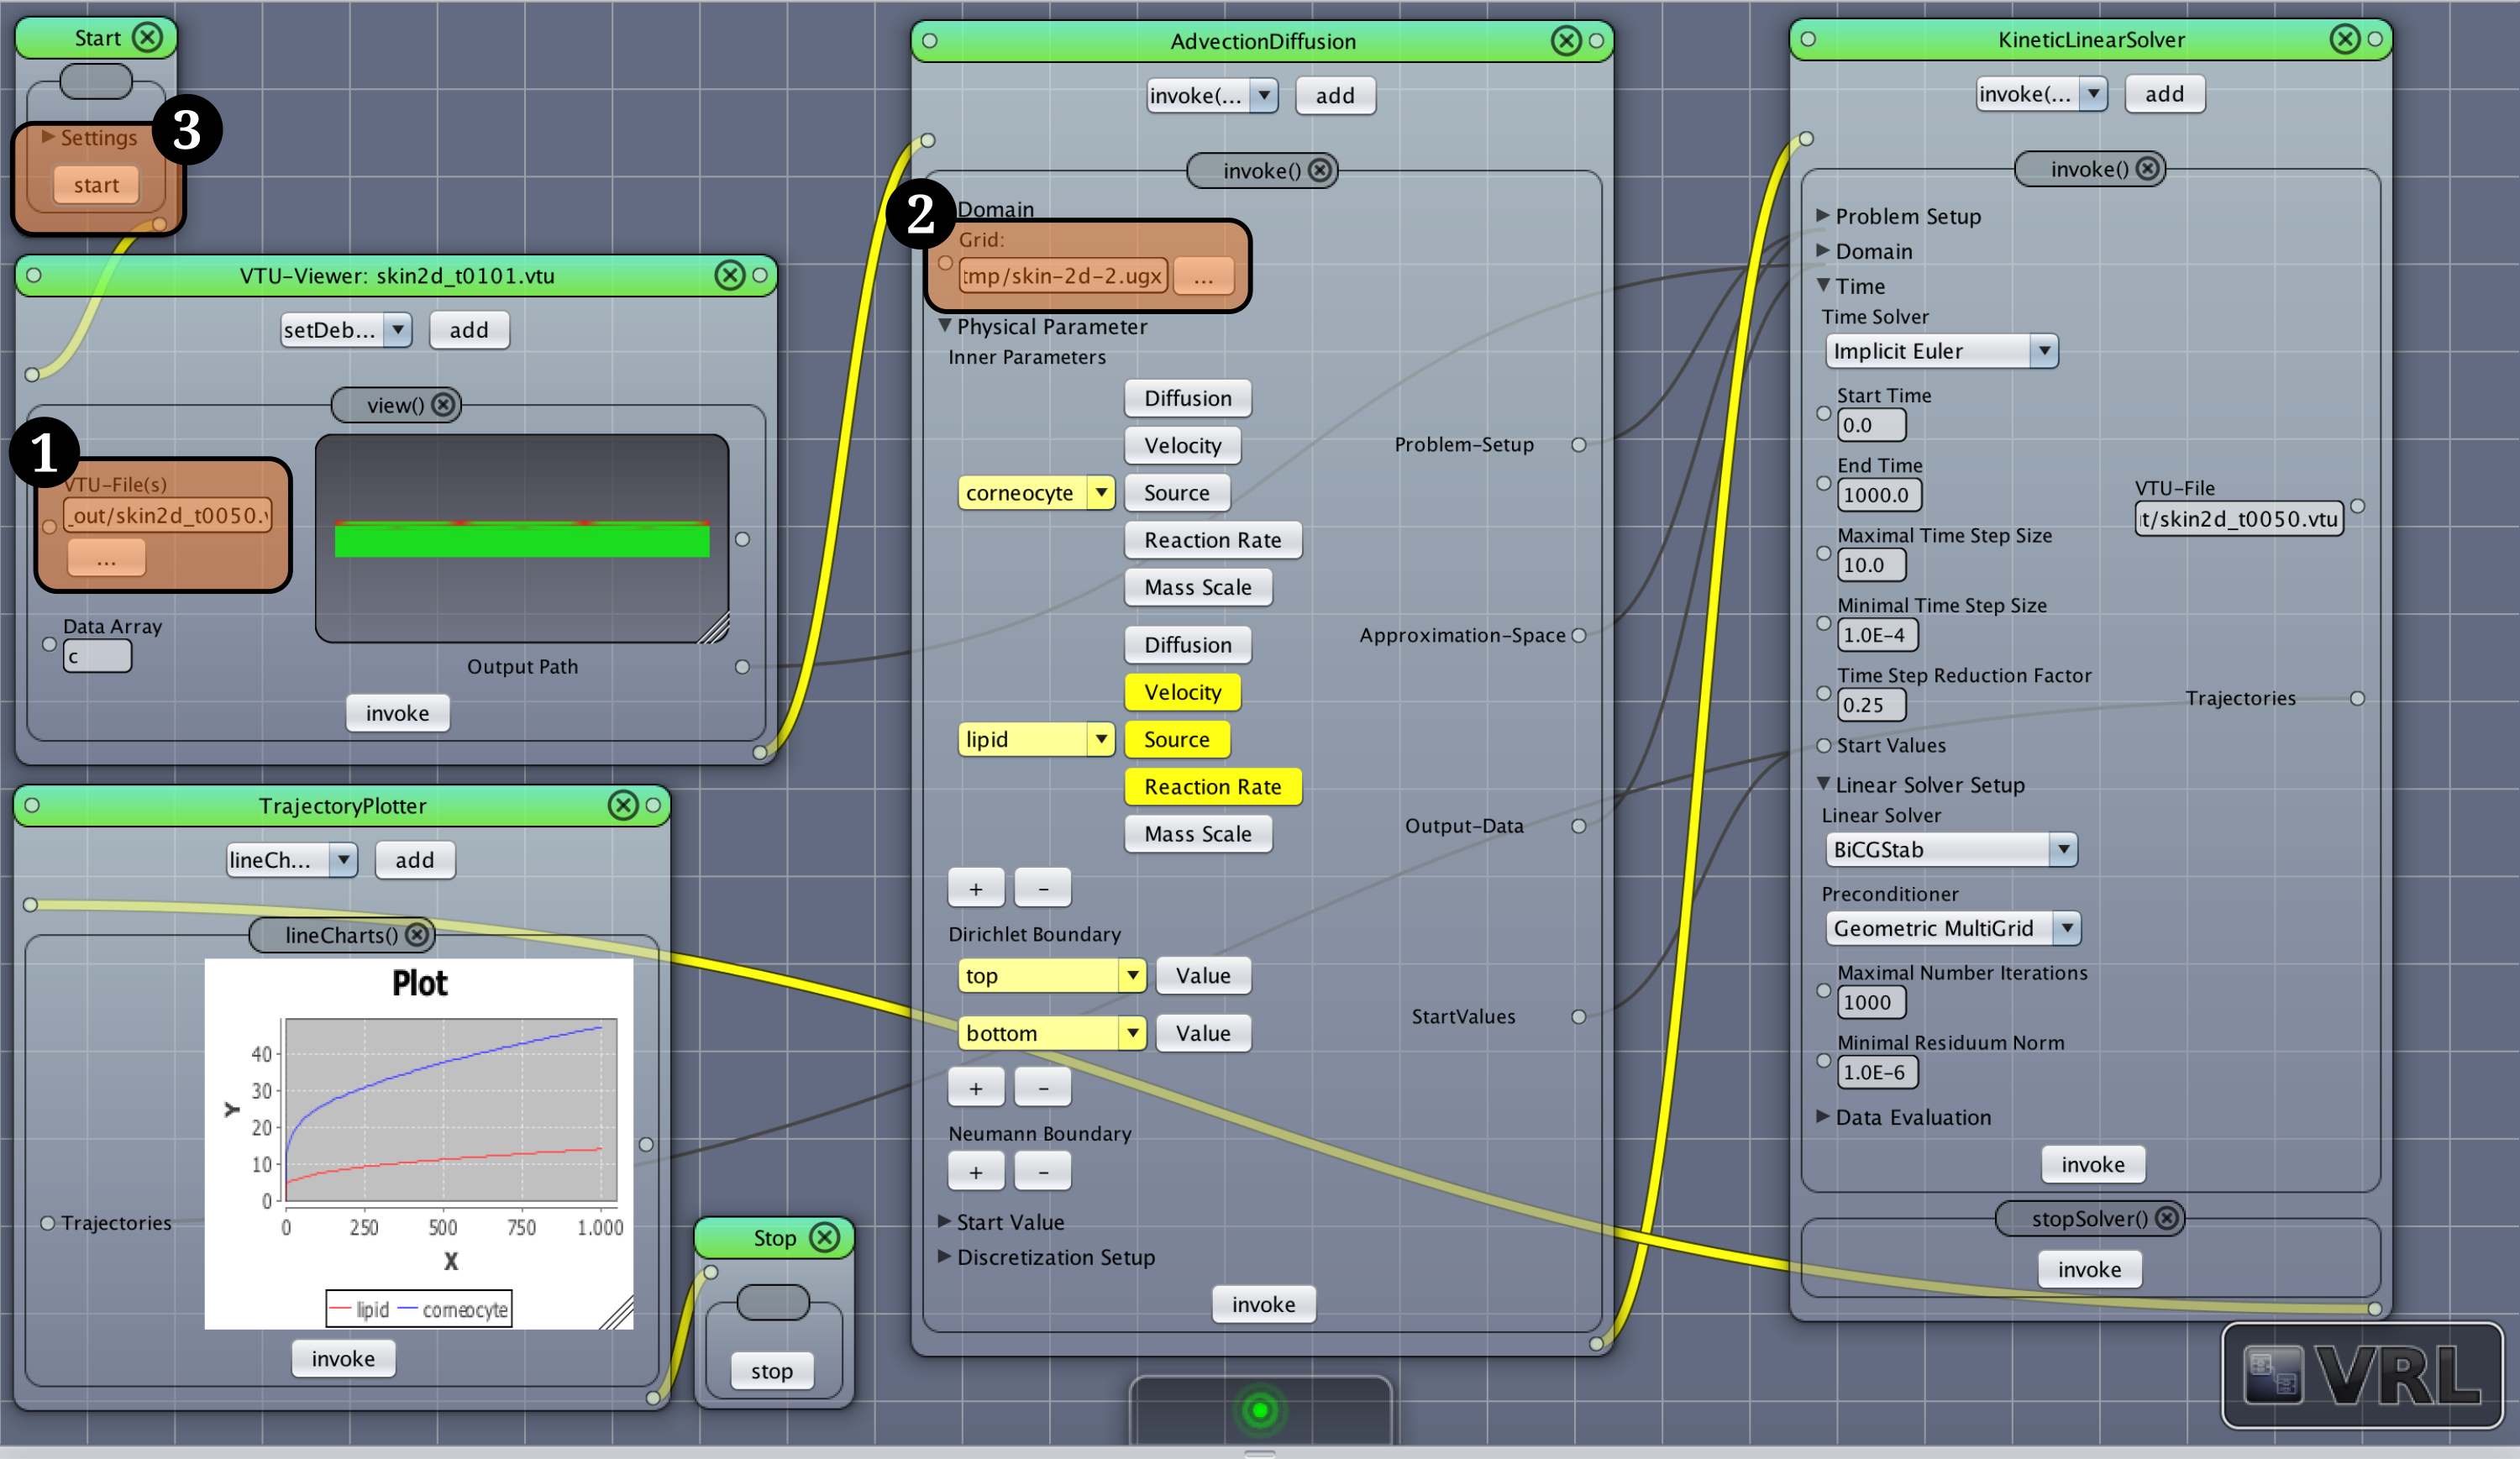 Start
3
Settings
start
VTU-Viewer: skin2d_t0101.vtu
setDeb...
add
view()
1
VTU-File(s)
_out/skin2d_t0050.v
...
Data Array
c
Output Path
invoke
TrajectoryPlotter
lineCh...
add
lineCharts()
Plot
Y
40
30
20
10
0
0 250 500 750 1.000
X
lipid corneocyte
Trajectories
invoke
Stop
stop
AdvectionDiffusion
invoke(...
add
invoke()
2
Domain
Grid:
tmp/skin-2d-2.ugx
...
Physical Parameter
Inner Parameters
corneocyte
Diffusion
Velocity
Source
Reaction Rate
Mass Scale
lipid
Diffusion
Velocity
Source
Reaction Rate
Mass Scale
+ -
Dirichlet Boundary
top Value
bottom Value
+ -
Neumann Boundary
+ -
Start Value
Discretization Setup
invoke
Problem-Setup
Approximation-Space
Output-Data
StartValues
KineticLinearSolver
invoke(...
add
invoke()
Problem Setup
Domain
Time
Time Solver
Implicit Euler
Start Time
0.0
End Time
1000.0
Maximal Time Step Size
10.0
Minimal Time Step Size
1.0E-4
Time Step Reduction Factor
0.25
Start Values
Linear Solver Setup
Linear Solver
BiCGStab
Preconditioner
Geometric MultiGrid
Maximal Number Iterations
1000
Minimal Residuum Norm
1.0E-6
Data Evaluation
invoke
VTU-File
t/skin2d_t0050.vtu
Trajectories
stopSolver()
invoke
VRL